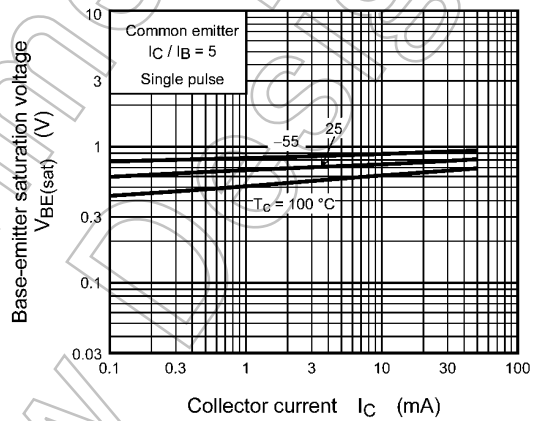 Common emitter
IC / IB = 5
Single pulse
10
3
1
0.3
0.1
0.03
Base-emitter saturation voltage
VBE(sat) (V)
−55
25
Tc = 100 °C
0.1
0.3
1
3
10
30
100
Collector current IC (mA)